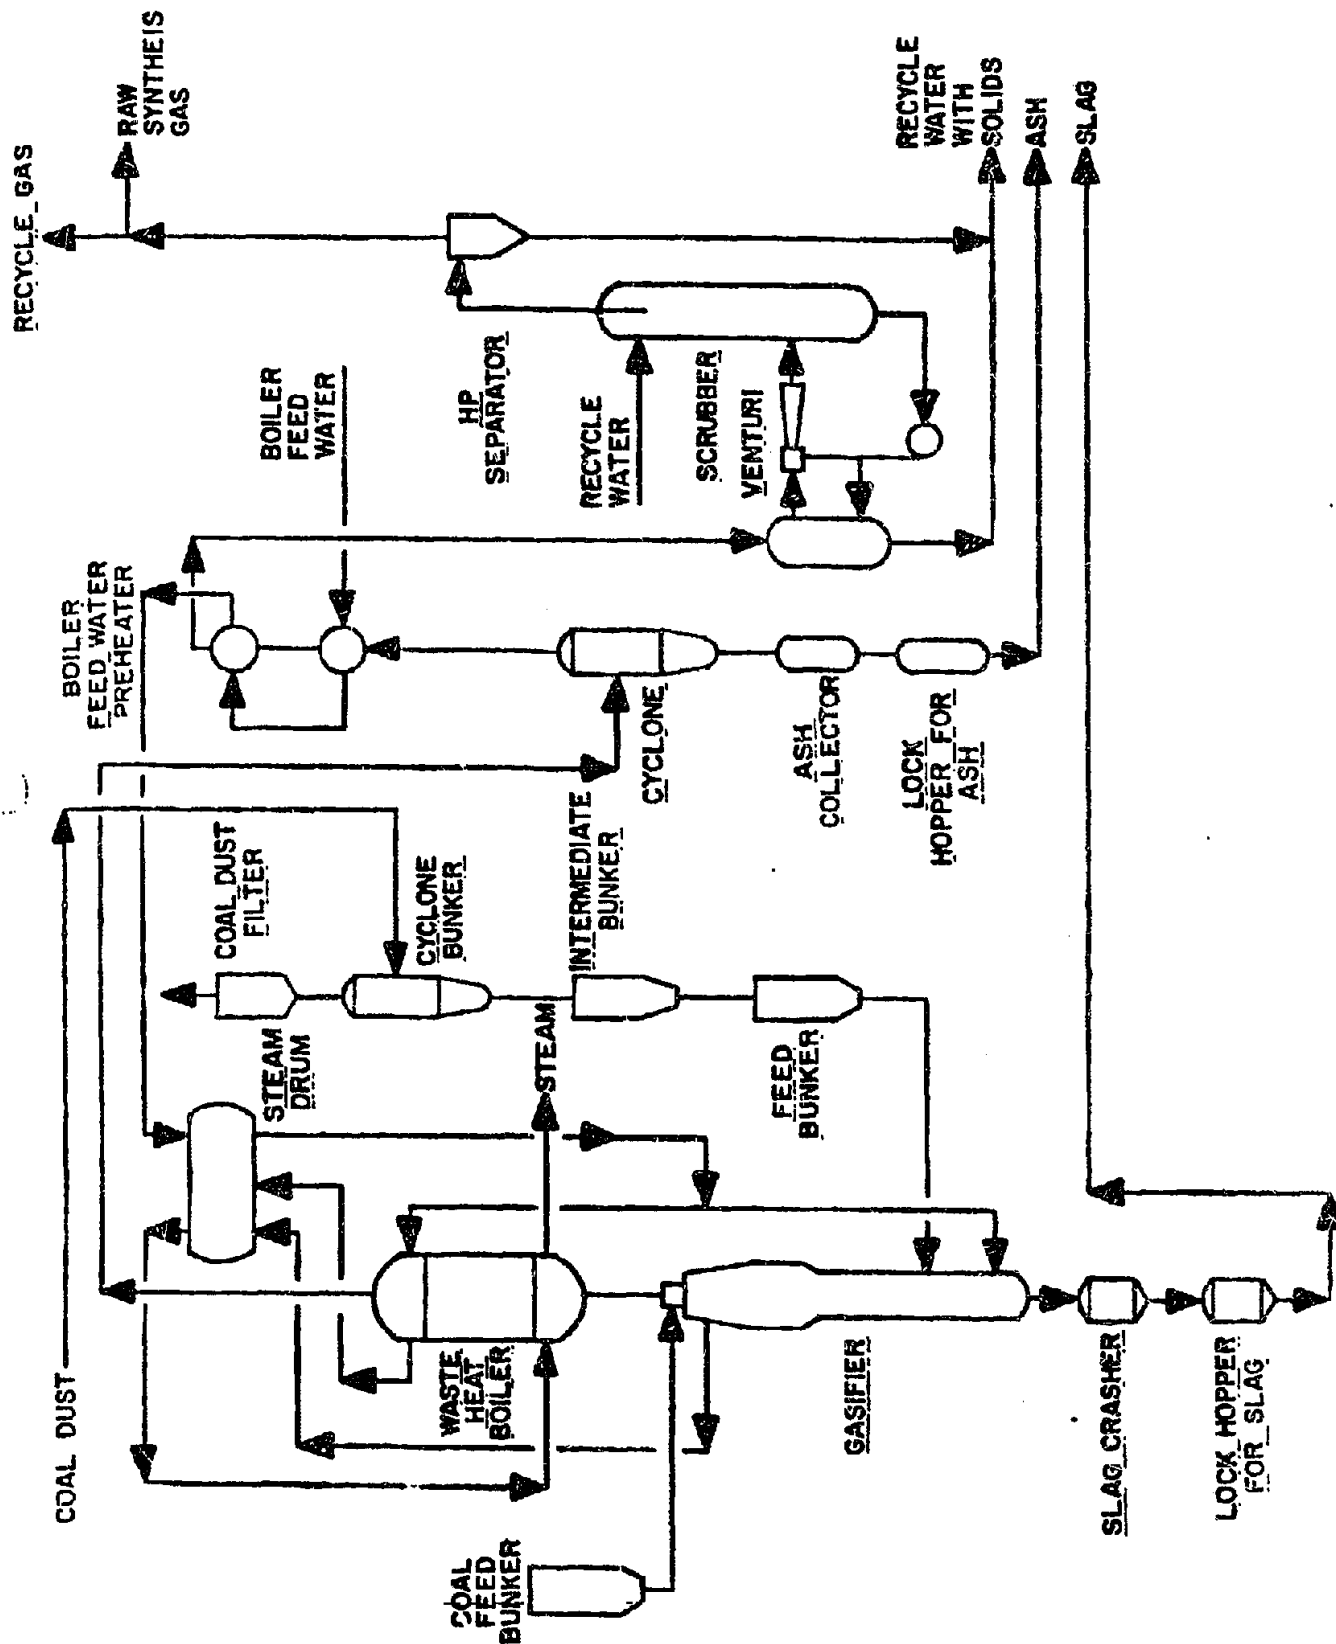 COAL DUST
COAL
FEED
BUNKER
WASTE
HEAT
BOILER
GASIFIER
SLAG CRASHER
LOCK HOPPER
FOR SLAG
STEAM
DRUM
STEAM
FEED
BUNKER
COAL DUST
FILTER
CYCLONE
BUNKER
INTERMEDIATE
BUNKER
BOILER
FEED WATER
PREHEATER
CYCLONE
ASH
COLLECTOR
LOCK
HOPPER FOR
ASH
BOILER
FEED
WATER
HP
SEPARATOR
RECYCLE
WATER
SCRUBBER
VENTURI
RECYCLE GAS
RAW
SYNTHEIS
GAS
RECYCLE
WATER
WITH
SOLIDS
ASH
SLAG